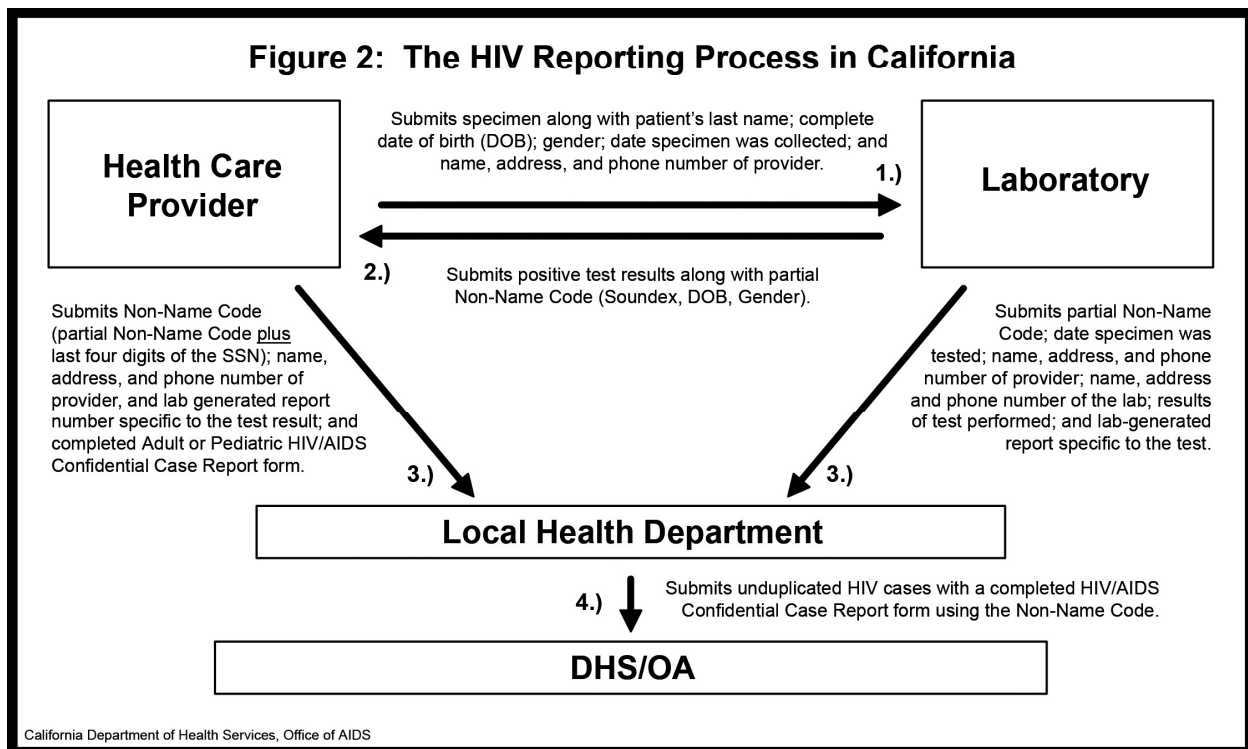 Figure 2: The HIV Reporting Process in California
Health Care
Provider
Submits specimen along with patient's last name; complete
date of birth (DOB); gender; date specimen was collected; and
name, address, and phone number of provider.
1.)
Laboratory
2.)
Submits positive test results along with partial
Non-Name Code (Soundex, DOB, Gender).
Submits Non-Name Code
(partial Non-Name Code plus
last four digits of the SSN); name,
address, and phone number of
provider, and lab generated report
number specific to the test result; and
completed Adult or Pediatric HIV/AIDS
Confidential Case Report form.
3.)
Submits partial Non-Name
Code; date specimen was
tested; name, address, and phone
number of provider; name, address
and phone number of the lab; results
of test performed; and lab-generated
report specific to the test.
3.)
Local Health Department
4.)
Submits unduplicated HIV cases with a completed HIV/AIDS
Confidential Case Report form using the Non-Name Code.
DHS/OA
California Department of Health Services, Office of AIDS